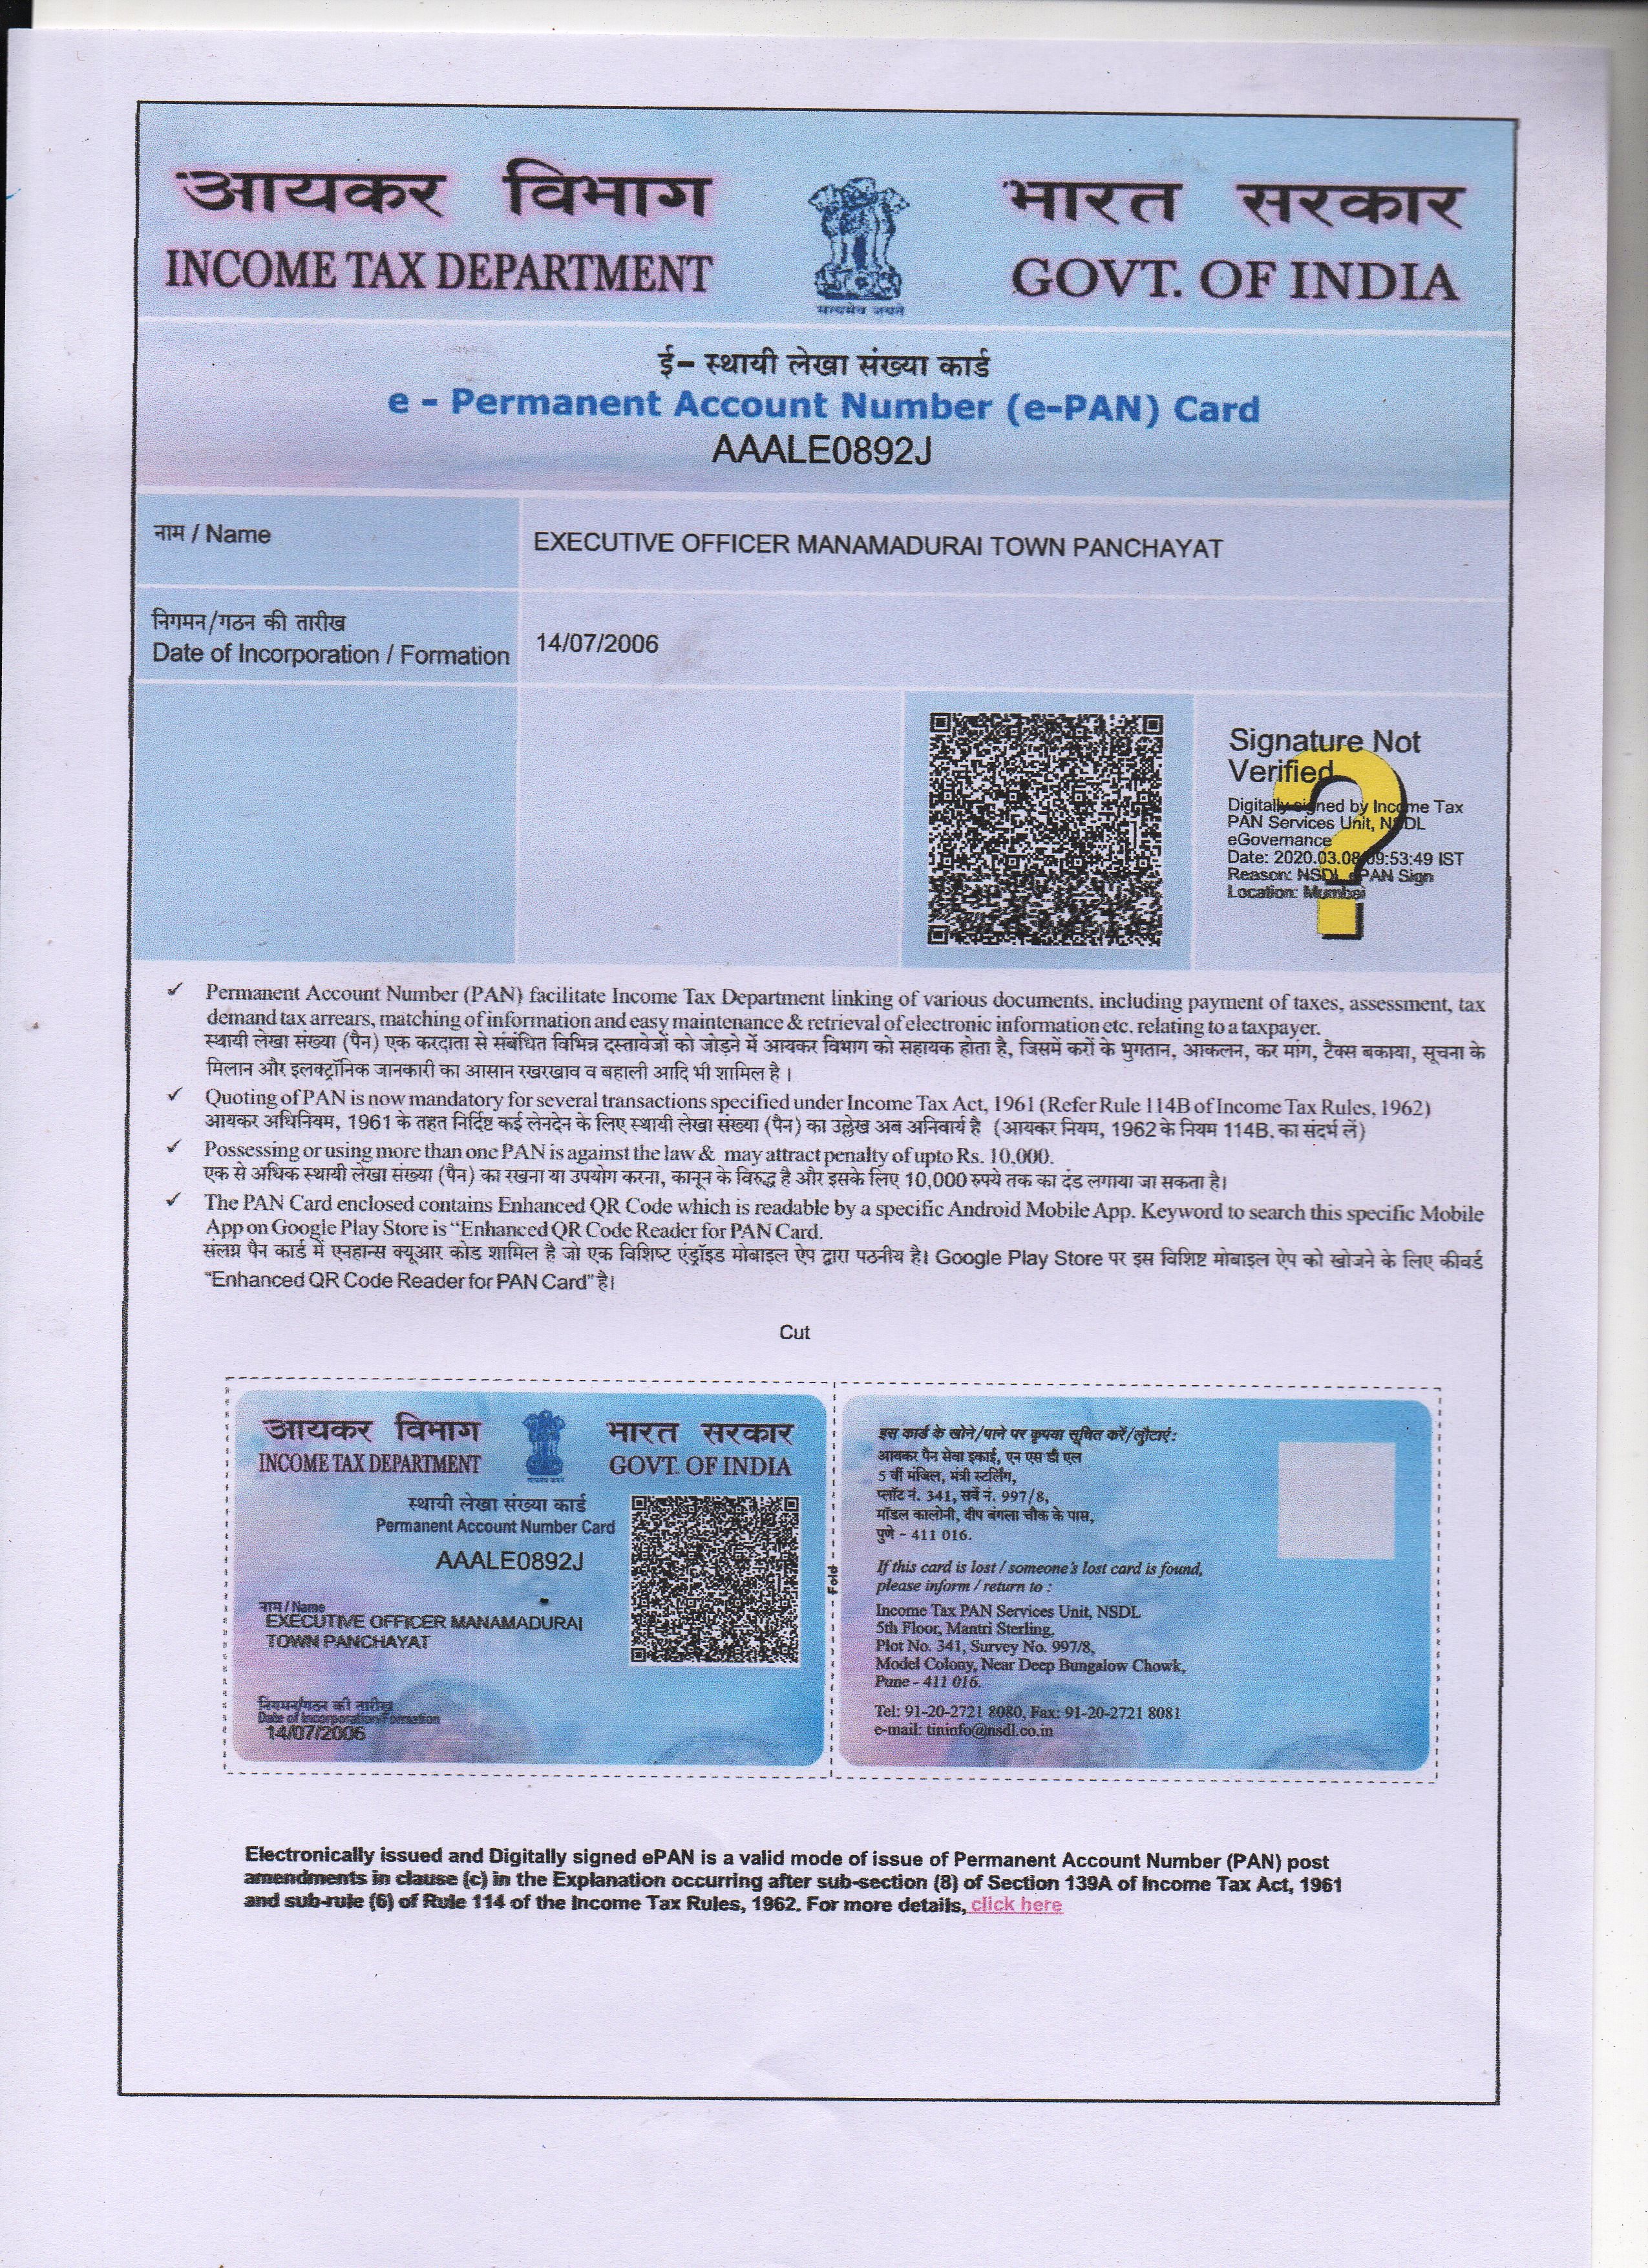 आयकर विभाग
INCOME TAX DEPARTMENT
सत्यमेव जयते
भारत सरकार
GOVT. OF INDIA
ई- स्थायी लेखा संख्या कार्ड
e - Permanent Account Number (e-PAN) Card
AAALE0892J
नाम / Name
EXECUTIVE OFFICER MANAMADURAI TOWN PANCHAYAT
निगमन/गठन की तारीख
Date of Incorporation / Formation
14/07/2006
Signature Not
Verified
Digitally signed by Income Tax
PAN Services Unit, NSDL
eGovernance
Date: 2020.03.08 09:53:49 IST
Reason: NSDL ePAN Sign
Location: Mumbai
✓ Permanent Account Number (PAN) facilitate Income Tax Department linking of various documents, including payment of taxes, assessment, tax
demand tax arrears, matching of information and easy maintenance & retrieval of electronic information etc. relating to a taxpayer.
स्थायी लेखा संख्या (पैन) एक करदाता से संबंधित विभिन्न दस्तावेजों को जोड़ने में आयकर विभाग को सहायक होता है, जिसमें करों के भुगतान, आकलन, कर मांग, टैक्स बकाया, सूचना के
मिलान और इलक्ट्रॉनिक जानकारी का आसान रखरखाव व बहाली आदि भी शामिल है।
✓ Quoting of PAN is now mandatory for several transactions specified under Income Tax Act, 1961 (Refer Rule 114B of Income Tax Rules, 1962)
आयकर अधिनियम, 1961 के तहत निर्दिष्ट कई लेनदेन के लिए स्थायी लेखा संख्या (पैन) का उल्लेख अब अनिवार्य है (आयकर नियम, 1962 के नियम 114B, का संदर्भ लें)
✓ Possessing or using more than one PAN is against the law & may attract penalty of upto Rs. 10,000.
एक से अधिक स्थायी लेखा संख्या (पैन) का रखना या उपयोग करना, कानून के विरुद्ध है और इसके लिए 10,000 रुपये तक का दंड लगाया जा सकता है।
✓ The PAN Card enclosed contains Enhanced QR Code which is readable by a specific Android Mobile App. Keyword to search this specific Mobile
App on Google Play Store is “Enhanced QR Code Reader for PAN Card.
संलग्न पैन कार्ड में एनहान्स क्यूआर कोड शामिल है जो एक विशिष्ट एंड्रॉइड मोबाइल ऐप द्वारा पठनीय है। Google Play Store पर इस विशिष्ट मोबाइल ऐप को खोजने के लिए कीवर्ड
“Enhanced QR Code Reader for PAN Card” है।
Cut
आयकर विभाग
INCOME TAX DEPARTMENT
भारत सरकार
GOVT. OF INDIA
स्थायी लेखा संख्या कार्ड
Permanent Account Number Card
AAALE0892J
नाम / Name
EXECUTIVE OFFICER MANAMADURAI
TOWN PANCHAYAT
निगमन/गठन की तारीख
Date of Incorporation/Formation
14/07/2006
Fold
इस कार्ड के खोने/पाने पर कृपया सूचित करें/लौटाएं:
आयकर पैन सेवा इकाई, एन एस डी एल
5 वीं मंजिल, मंत्री स्टर्लिंग,
प्लॉट नं. 341, सर्वे नं. 997/8,
मॉडल कालोनी, दीप बंगला चौक के पास,
पुणे - 411 016.
If this card is lost / someone's lost card is found,
please inform / return to :
Income Tax PAN Services Unit, NSDL
5th Floor, Mantri Sterling,
Plot No. 341, Survey No. 997/8,
Model Colony, Near Deep Bungalow Chowk,
Pune - 411 016.
Tel: 91-20-2721 8080, Fax: 91-20-2721 8081
e-mail: tininfo@nsdl.co.in
Electronically issued and Digitally signed ePAN is a valid mode of issue of Permanent Account Number (PAN) post
amendments in clause (c) in the Explanation occurring after sub-section (8) of Section 139A of Income Tax Act, 1961
and sub-rule (6) of Rule 114 of the Income Tax Rules, 1962. For more details, click here